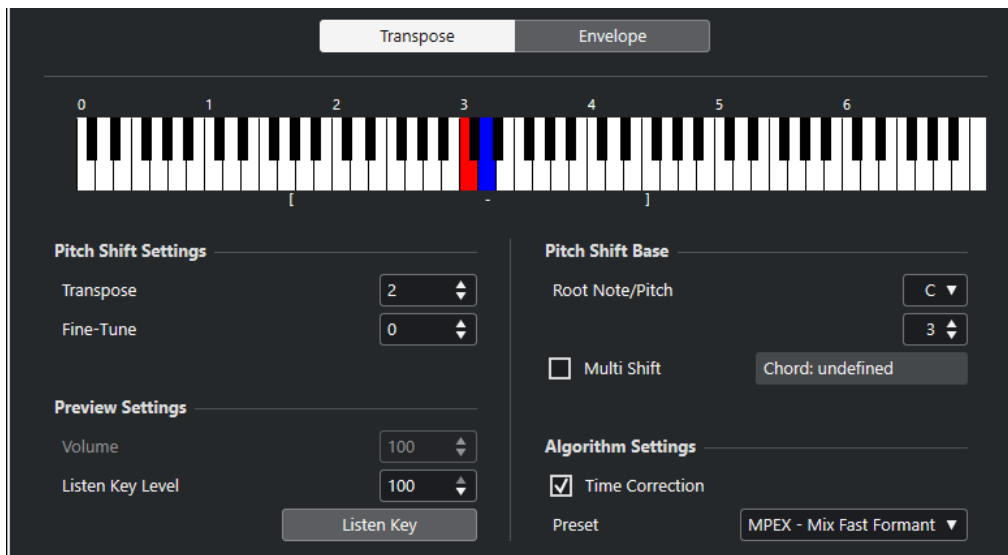 Transpose Envelope
0 1 2 3 4 5 6
[ - ]
Pitch Shift Settings
Transpose 2
Fine-Tune 0
Preview Settings
Volume 100
Listen Key Level 100
Listen Key
Pitch Shift Base
Root Note/Pitch C
3
Multi Shift Chord: undefined
Algorithm Settings
Time Correction
Preset MPEX - Mix Fast Formant